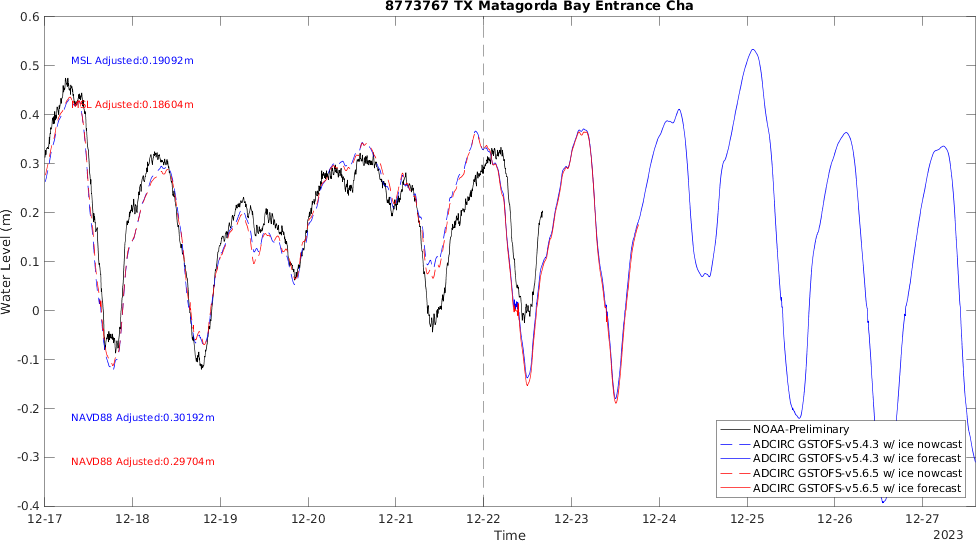 8773767 TX Matagorda Bay Entrance Cha
0.6
0.5
0.4
0.3
0.2
0.1
0
-0.1
-0.2
-0.3
-0.4
Water Level (m)
MSL Adjusted:0.19092m
MSL Adjusted:0.18604m
NAVD88 Adjusted:0.30192m
NAVD88 Adjusted:0.29704m
NOAA-Preliminary
ADCIRC GSTOFS-v5.4.3 w/ ice nowcast
ADCIRC GSTOFS-v5.4.3 w/ ice forecast
ADCIRC GSTOFS-v5.6.5 w/ ice nowcast
ADCIRC GSTOFS-v5.6.5 w/ ice forecast
12-17 12-18 12-19 12-20 12-21 12-22 12-23 12-24 12-25 12-26 12-27
Time
2023